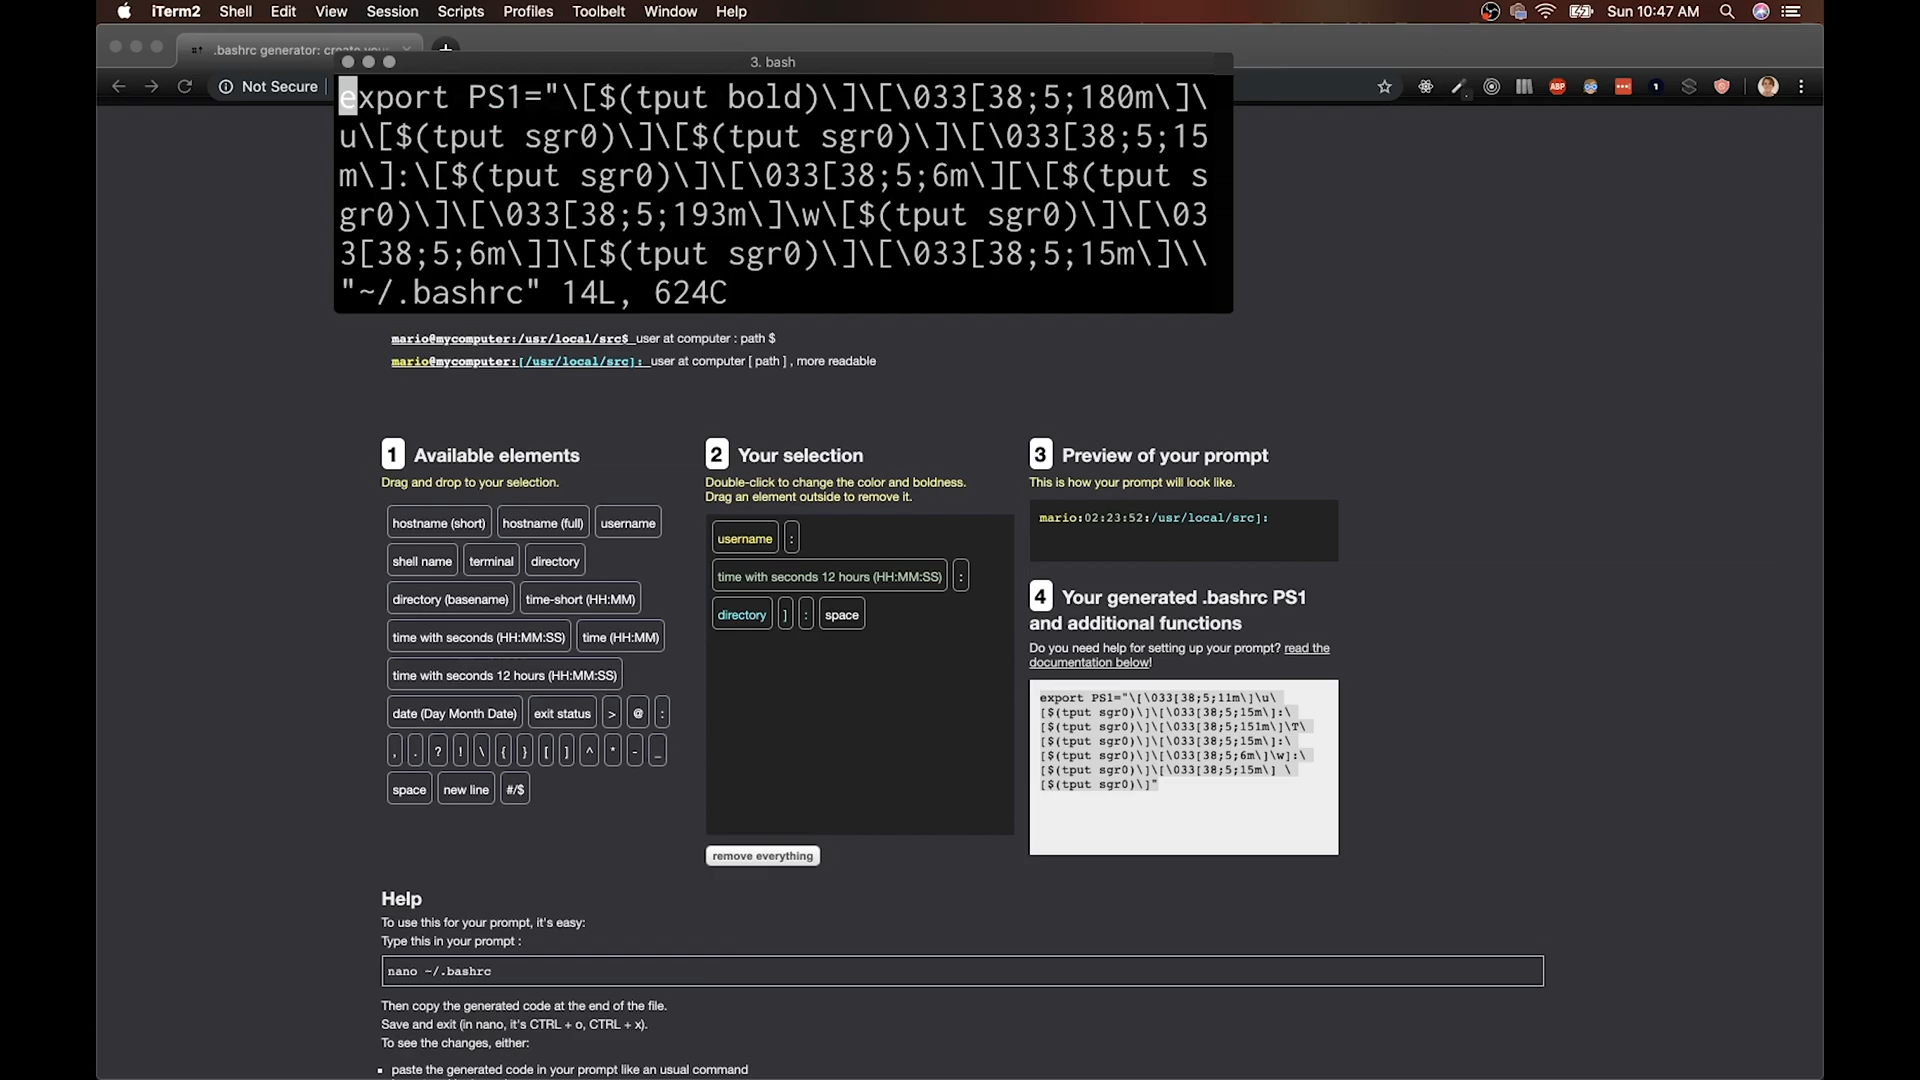 iTerm2 Shell Edit View Session Scripts Profiles Toolbelt Window Help
Sun 10:47 AM
.bashrc generator: create you
Not Secure
ABP
3. bash
export PS1="\[$(tput bold)\]\[\033[38;5;180m\]\
u\[$(tput sgr0)\]\[$(tput sgr0)\]\[\033[38;5;15
m\]:\[$(tput sgr0)\]\[\033[38;5;6m\][\[$(tput s
gr0)\]\[\033[38;5;193m\]\w\[$(tput sgr0)\]\[\03
3[38;5;6m\]]\[$(tput sgr0)\]\[\033[38;5;15m\]\\
"~/.bashrc" 14L, 624C
mario@mycomputer:/usr/local/src$ user at computer : path $
mario@mycomputer:[/usr/local/src]: user at computer [ path ] , more readable
1 Available elements
Drag and drop to your selection.
hostname (short) hostname (full) username
shell name terminal directory
directory (basename) time-short (HH:MM)
time with seconds (HH:MM:SS) time (HH:MM)
time with seconds 12 hours (HH:MM:SS)
date (Day Month Date) exit status > @ :
, . ? ! \ { } [ ] ^ * - _
space new line #/$
2 Your selection
Double-click to change the color and boldness.
Drag an element outside to remove it.
username :
time with seconds 12 hours (HH:MM:SS) :
directory ] : space
remove everything
3 Preview of your prompt
This is how your prompt will look like.
mario:02:23:52:/usr/local/src]:
4 Your generated .bashrc PS1
and additional functions
Do you need help for setting up your prompt? read the
documentation below!
export PS1="\[\033[38;5;11m\]\u\
[$(tput sgr0)\]\[\033[38;5;15m\]:\
[$(tput sgr0)\]\[\033[38;5;151m\]\T\
[$(tput sgr0)\]\[\033[38;5;15m\]:\
[$(tput sgr0)\]\[\033[38;5;6m\]\w]:\
[$(tput sgr0)\]\[\033[38;5;15m\] \
[$(tput sgr0)\]"
Help
To use this for your prompt, it's easy:
Type this in your prompt :
nano ~/.bashrc
Then copy the generated code at the end of the file.
Save and exit (in nano, it's CTRL + o, CTRL + x).
To see the changes, either:
paste the generated code in your prompt like an usual command